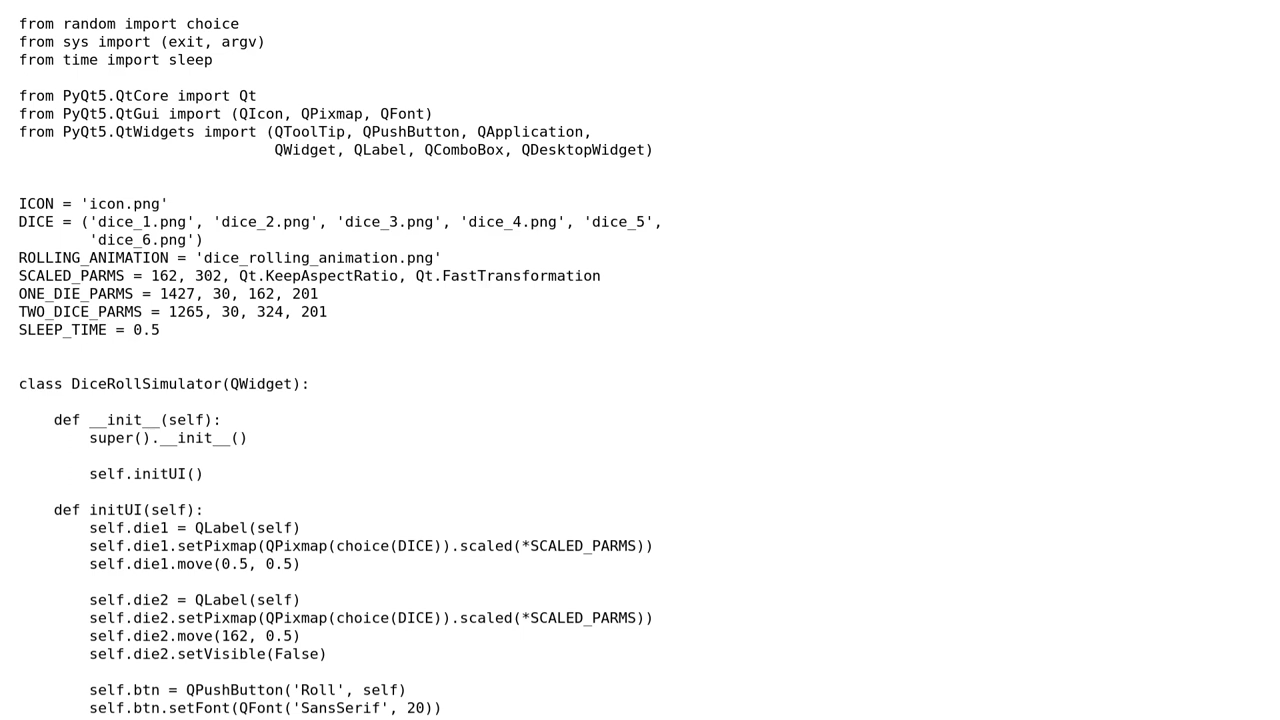 from random import choice
from sys import (exit, argv)
from time import sleep

from PyQt5.QtCore import Qt
from PyQt5.QtGui import (QIcon, QPixmap, QFont)
from PyQt5.QtWidgets import (QToolTip, QPushButton, QApplication,
                             QWidget, QLabel, QComboBox, QDesktopWidget)


ICON = 'icon.png'
DICE = ('dice_1.png', 'dice_2.png', 'dice_3.png', 'dice_4.png', 'dice_5',
        'dice_6.png')
ROLLING_ANIMATION = 'dice_rolling_animation.png'
SCALED_PARMS = 162, 302, Qt.KeepAspectRatio, Qt.FastTransformation
ONE_DIE_PARMS = 1427, 30, 162, 201
TWO_DICE_PARMS = 1265, 30, 324, 201
SLEEP_TIME = 0.5


class DiceRollSimulator(QWidget):

    def __init__(self):
        super().__init__()

        self.initUI()

    def initUI(self):
        self.die1 = QLabel(self)
        self.die1.setPixmap(QPixmap(choice(DICE)).scaled(*SCALED_PARMS))
        self.die1.move(0.5, 0.5)

        self.die2 = QLabel(self)
        self.die2.setPixmap(QPixmap(choice(DICE)).scaled(*SCALED_PARMS))
        self.die2.move(162, 0.5)
        self.die2.setVisible(False)

        self.btn = QPushButton('Roll', self)
        self.btn.setFont(QFont('SansSerif', 20))